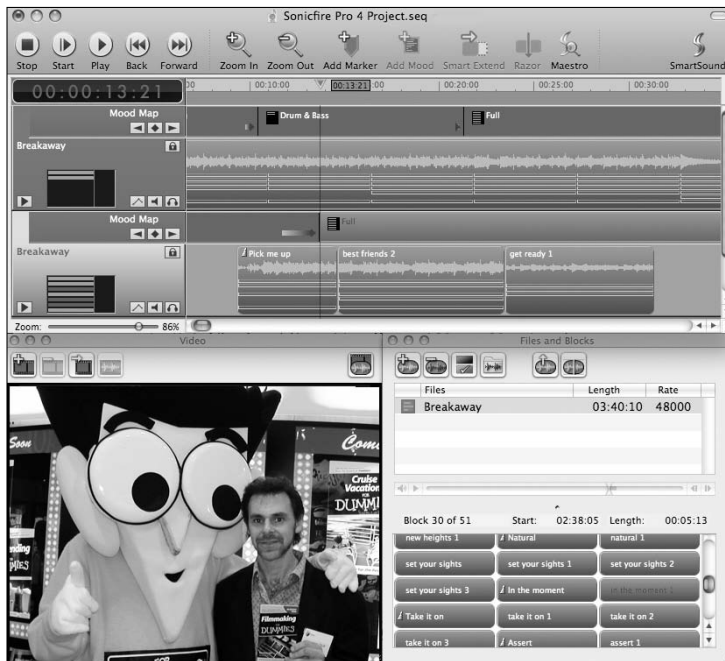 Sonicfire Pro 4 Project.seq
Stop Start Play Back Forward Zoom In Zoom Out Add Marker Add Mood Smart Extend Razor Maestro SmartSound
00:00:13:21
00:10:00 00:13:21 00:20:00 00:25:00 00:30:00
Mood Map
Drum & Bass Full
Breakaway
Mood Map
Full
Breakaway
Pick me up best friends 2 get ready 1
Zoom: 86%
Video
Soon
Com
Cruise
Vacation
FOR
DUMMIES
nding
Filmmaking
FOR
DUMMIES
FOR
Files and Blocks
Files Length Rate
Breakaway 03:40:10 48000
Block 30 of 51 Start: 02:38:05 Length: 00:05:13
new heights 1 Natural natural 1
set your sights set your sights 1 set your sights 2
set your sights 3 In the moment in the moment 1
Take it on take it on 1 take it on 2
take it on 3 Assert assert 1